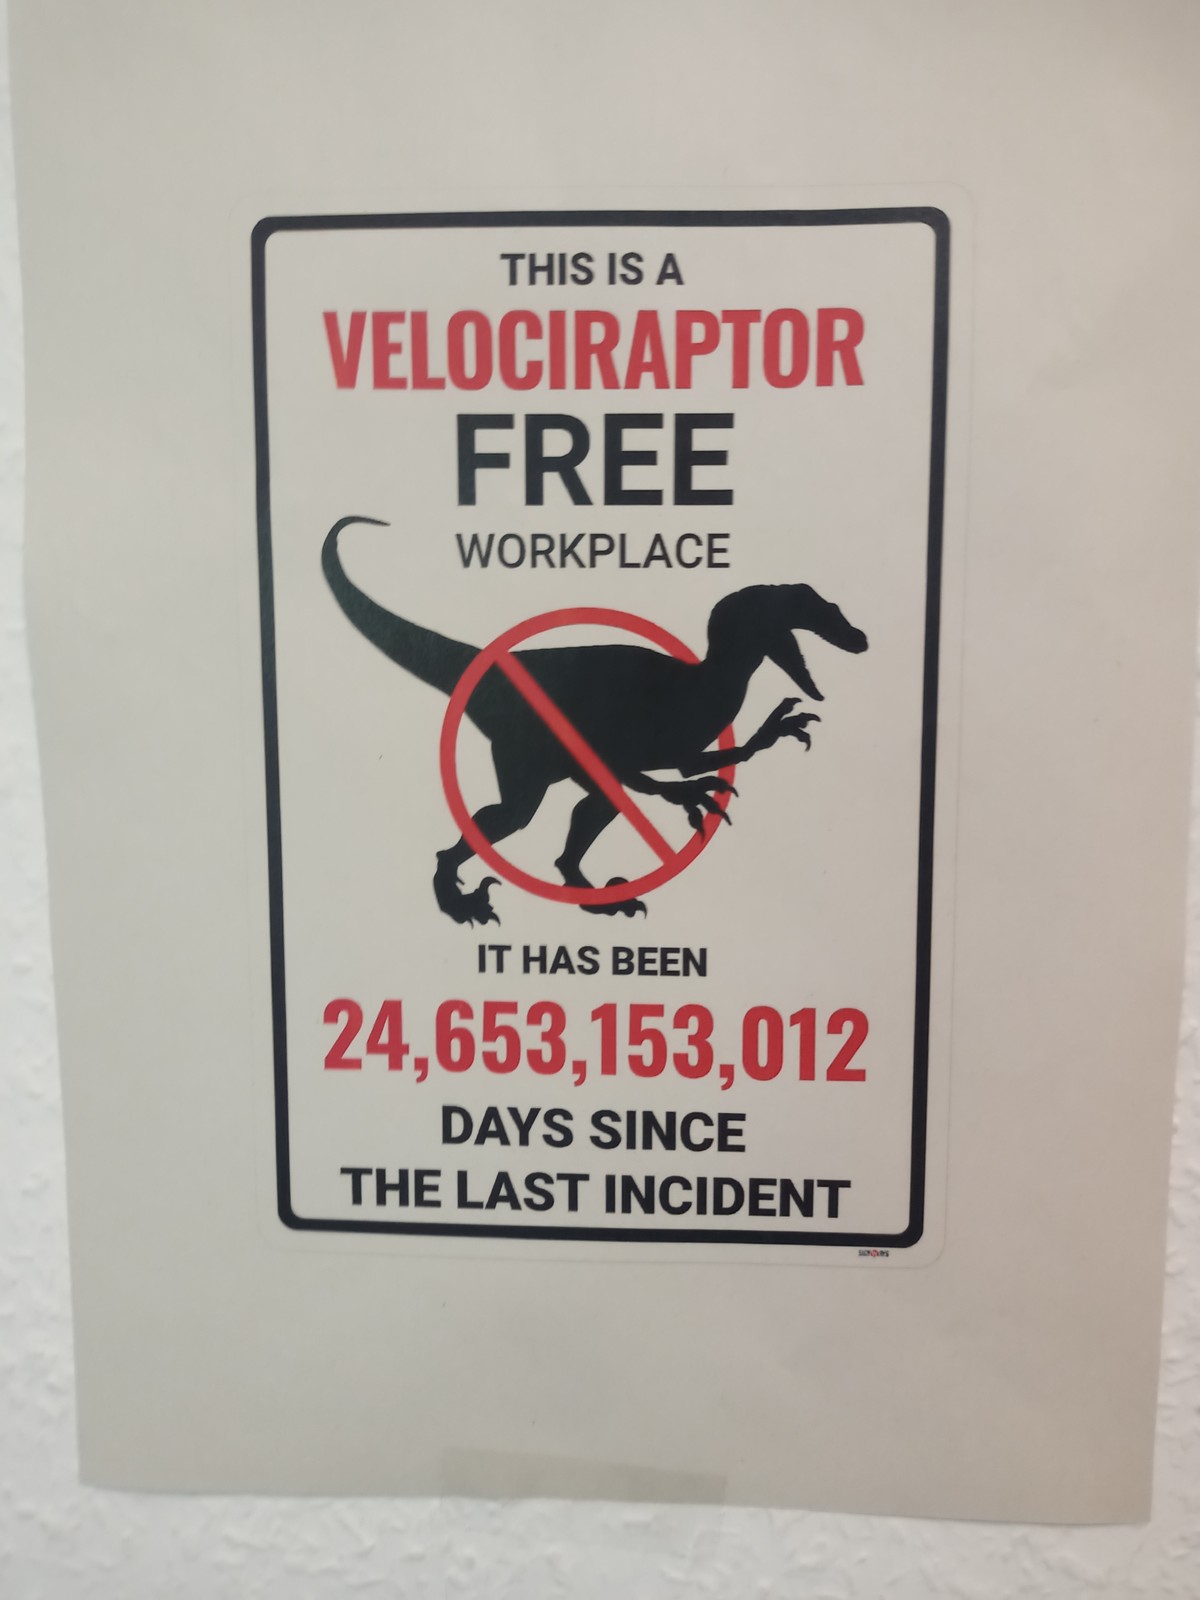 THIS IS A
VELOCIRAPTOR
FREE
WORKPLACE
IT HAS BEEN
24,653,153,012
DAYS SINCE
THE LAST INCIDENT